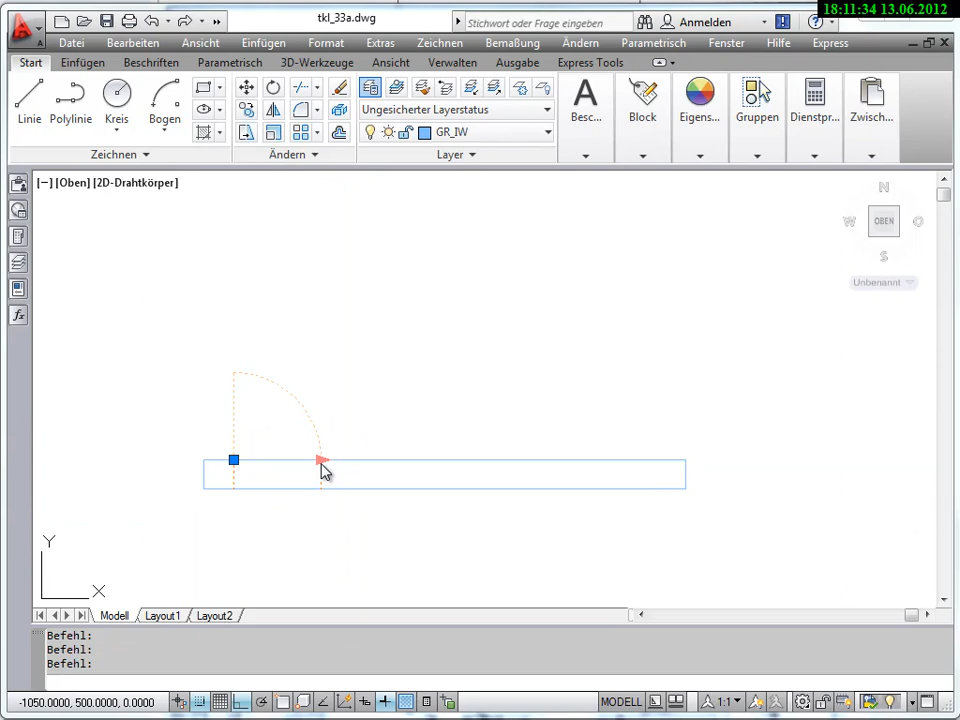 18:11:34 13.06.2012
tkl_33a.dwg
Stichwort oder Frage eingeben
Anmelden
Datei Bearbeiten Ansicht Einfügen Format Extras Zeichnen Bemaßung Ändern Parametrisch Fenster Hilfe Express
Start Einfügen Beschriften Parametrisch 3D-Werkzeuge Ansicht Verwalten Ausgabe Express Tools
Ungesicherter Layerstatus
GR_IW
Linie Polylinie Kreis Bogen
Besc... Block Eigens... Gruppen Dienstpr... Zwisch...
Zeichnen Ändern Layer
[−] [Oben] [2D-Drahtkörper]
N
W OBEN O
S
Unbenannt
Y
X
Modell Layout1 Layout2
Befehl:
Befehl:
Befehl:
-1050.0000, 500.0000, 0.0000
MODELL
1:1